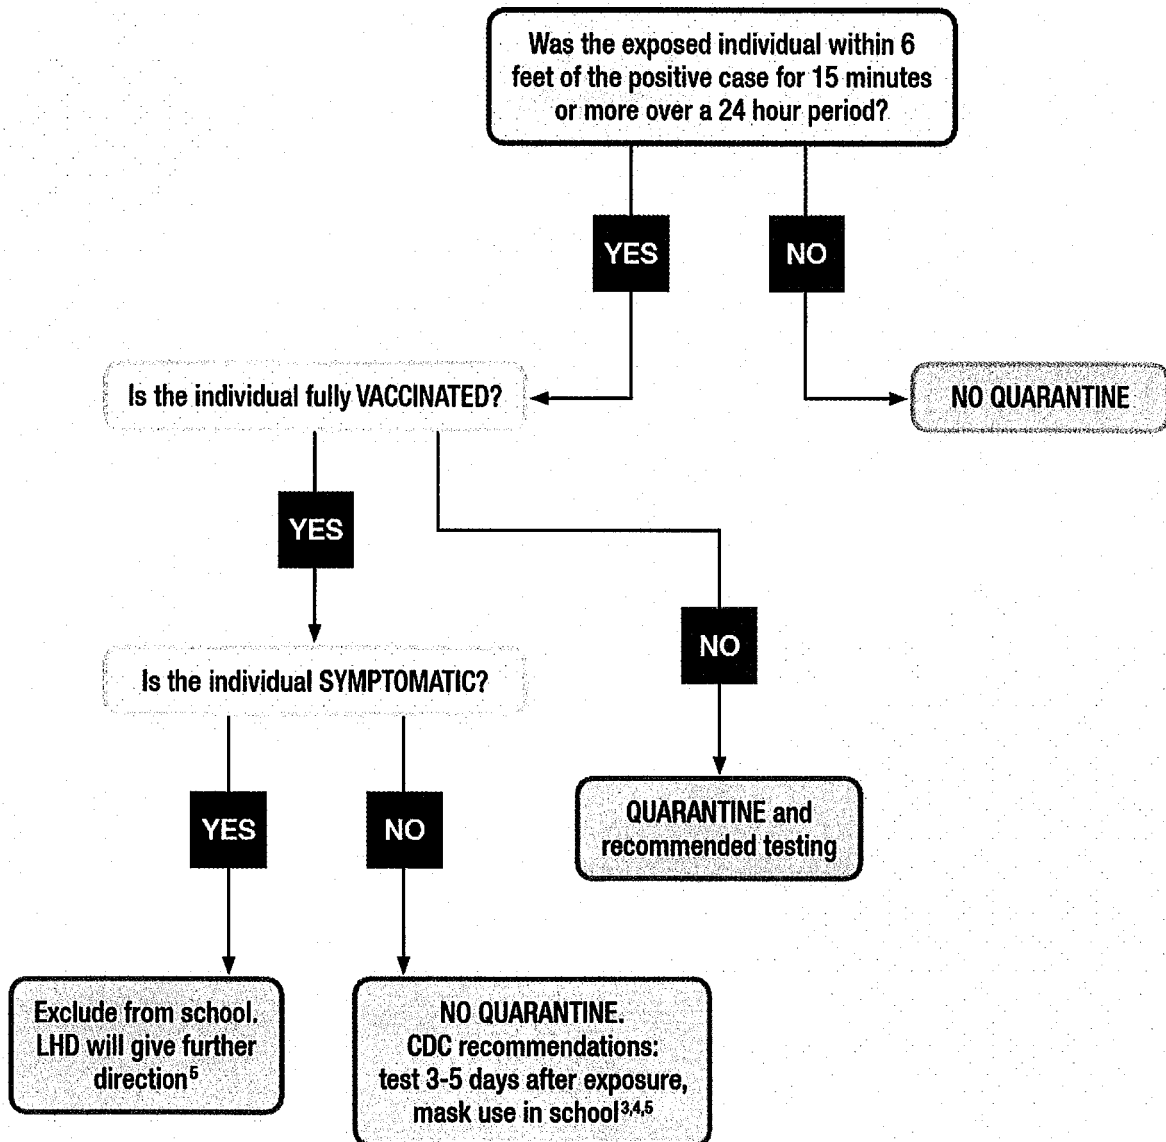 Was the exposed individual within 6
feet of the positive case for 15 minutes
or more over a 24 hour period?
YES
NO
Is the individual fully VACCINATED?
NO QUARANTINE
YES
NO
Is the individual SYMPTOMATIC?
YES
NO
QUARANTINE and
recommended testing
Exclude from school.
LHD will give further
direction⁵
NO QUARANTINE.
CDC recommendations:
test 3-5 days after exposure,
mask use in school³,⁴,⁵